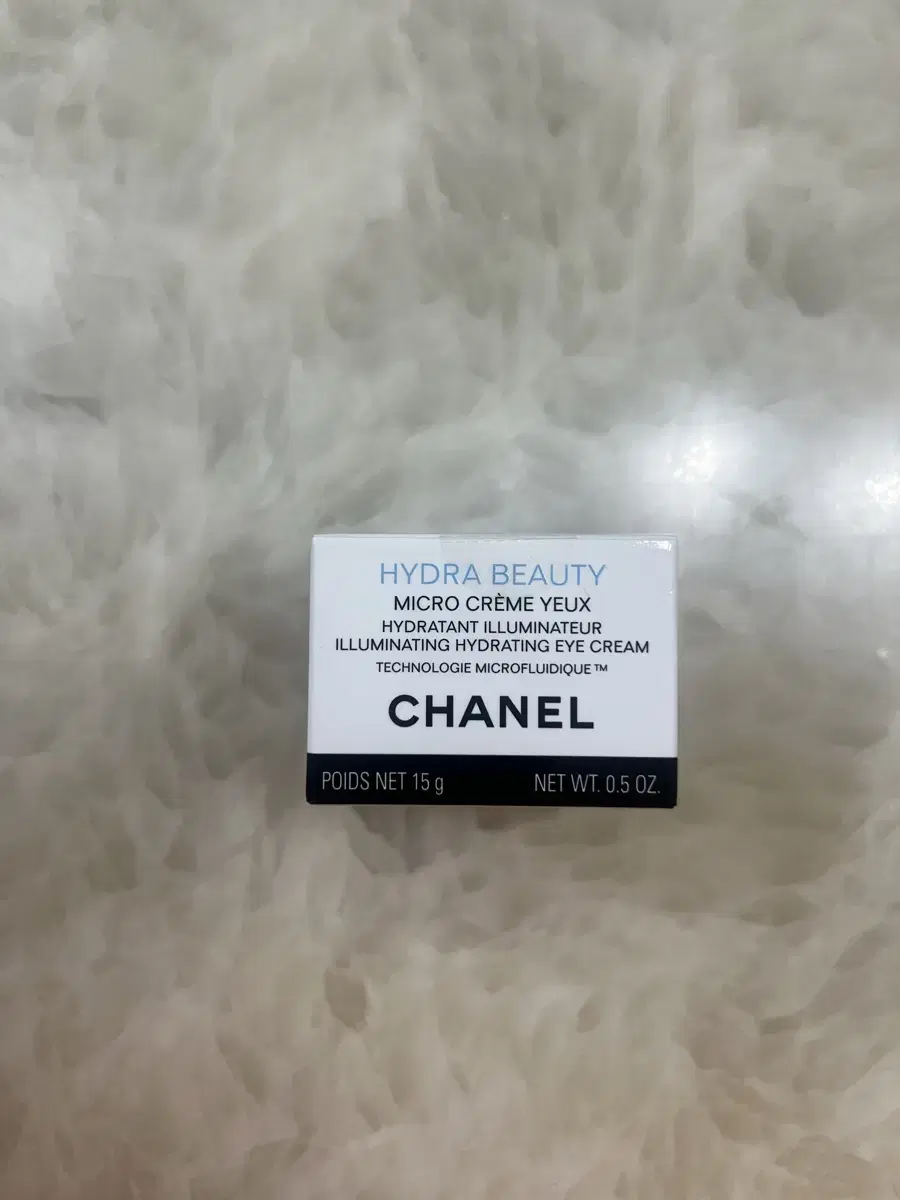 HYDRA BEAUTY
MICRO CRÈME YEUX
HYDRATANT ILLUMINATEUR
ILLUMINATING HYDRATING EYE CREAM
TECHNOLOGIE MICROFLUIDIQUE™
CHANEL
POIDS NET 15 g NET WT. 0.5 OZ.